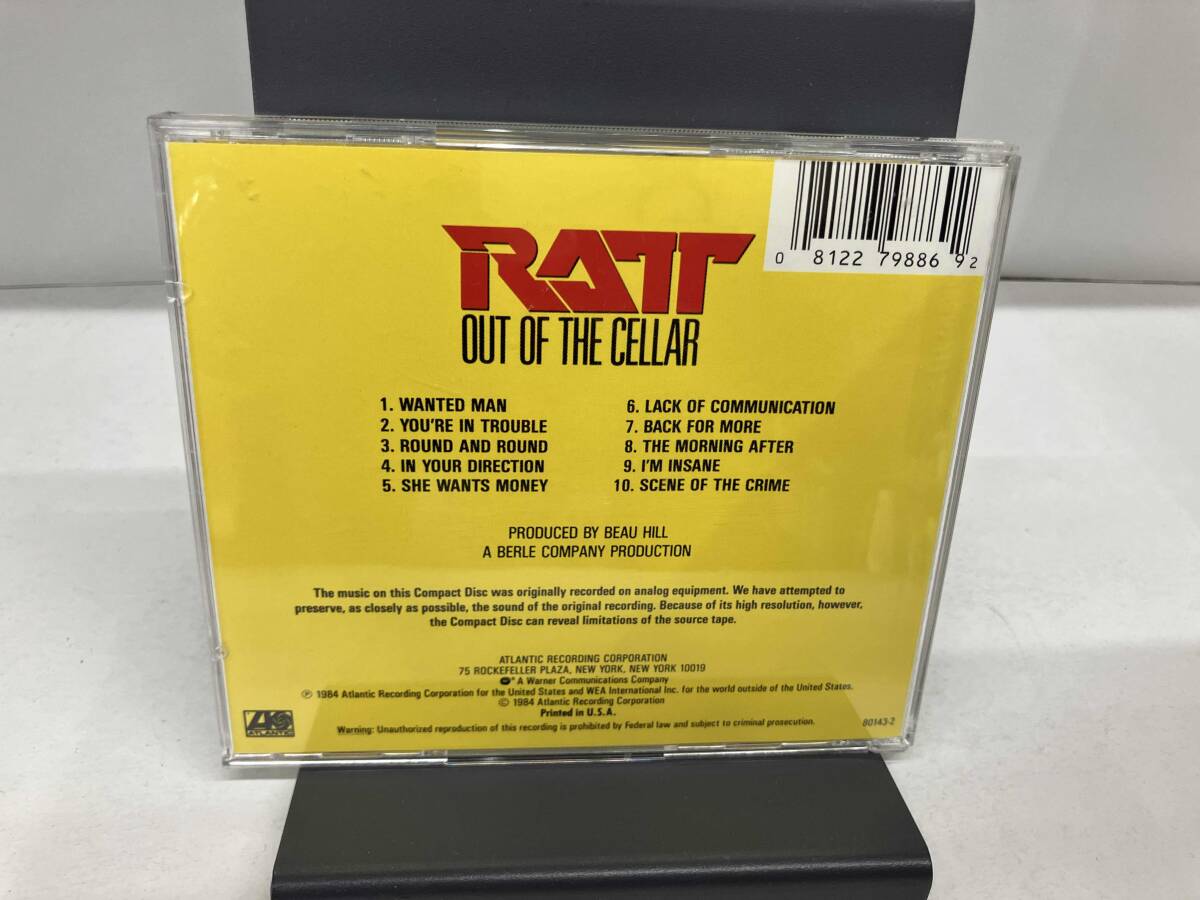 0 81227 98869 2
RATT
OUT OF THE CELLAR
1. WANTED MAN
2. YOU'RE IN TROUBLE
3. ROUND AND ROUND
4. IN YOUR DIRECTION
5. SHE WANTS MONEY
6. LACK OF COMMUNICATION
7. BACK FOR MORE
8. THE MORNING AFTER
9. I'M INSANE
10. SCENE OF THE CRIME
PRODUCED BY BEAU HILL
A BERLE COMPANY PRODUCTION
The music on this Compact Disc was originally recorded on analog equipment. We have attempted to
preserve, as closely as possible, the sound of the original recording. Because of its high resolution, however,
the Compact Disc can reveal limitations of the source tape.
ATLANTIC RECORDING CORPORATION
75 ROCKEFELLER PLAZA, NEW YORK, NEW YORK 10019
A Warner Communications Company
℗ 1984 Atlantic Recording Corporation for the United States and WEA International Inc. for the world outside of the United States.
© 1984 Atlantic Recording Corporation
Printed in U.S.A.
Warning: Unauthorized reproduction of this recording is prohibited by Federal law and subject to criminal prosecution.
80143-2
ATLANTIC